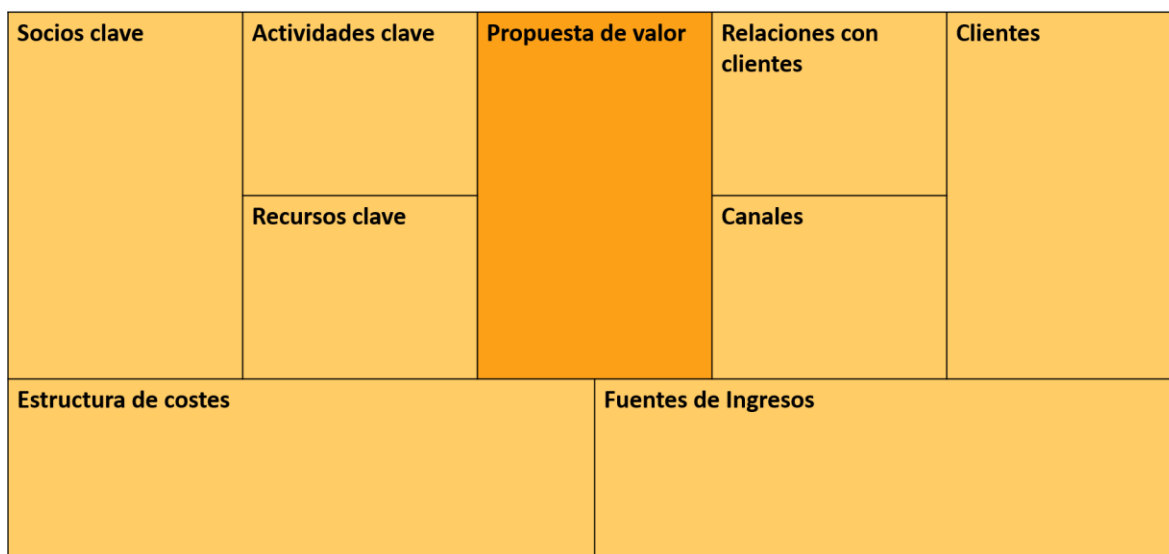 Socios clave
Actividades clave
Propuesta de valor
Relaciones con
clientes
Clientes
Recursos clave
Canales
Estructura de costes
Fuentes de Ingresos